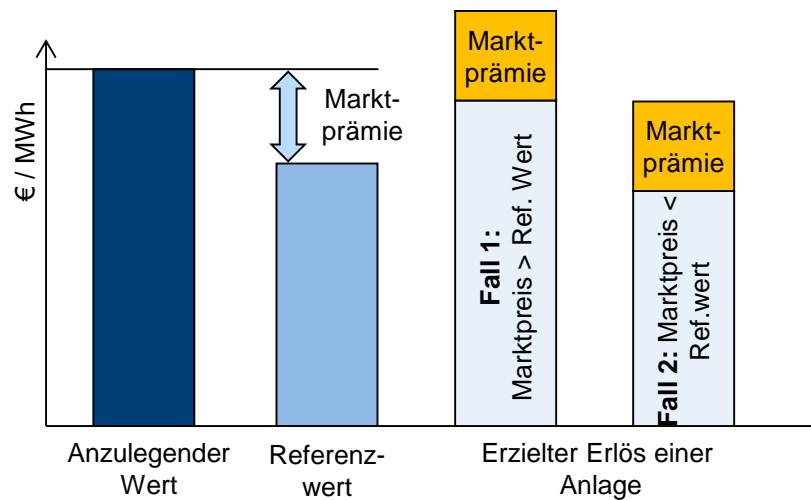 € / MWh
Markt-
prämie
Markt-
prämie
Markt-
prämie
Fall 1:
Marktpreis > Ref. Wert
Fall 2: Marktpreis <
Ref.wert
Anzulegender
Wert
Referenz-
wert
Erzielter Erlös einer
Anlage